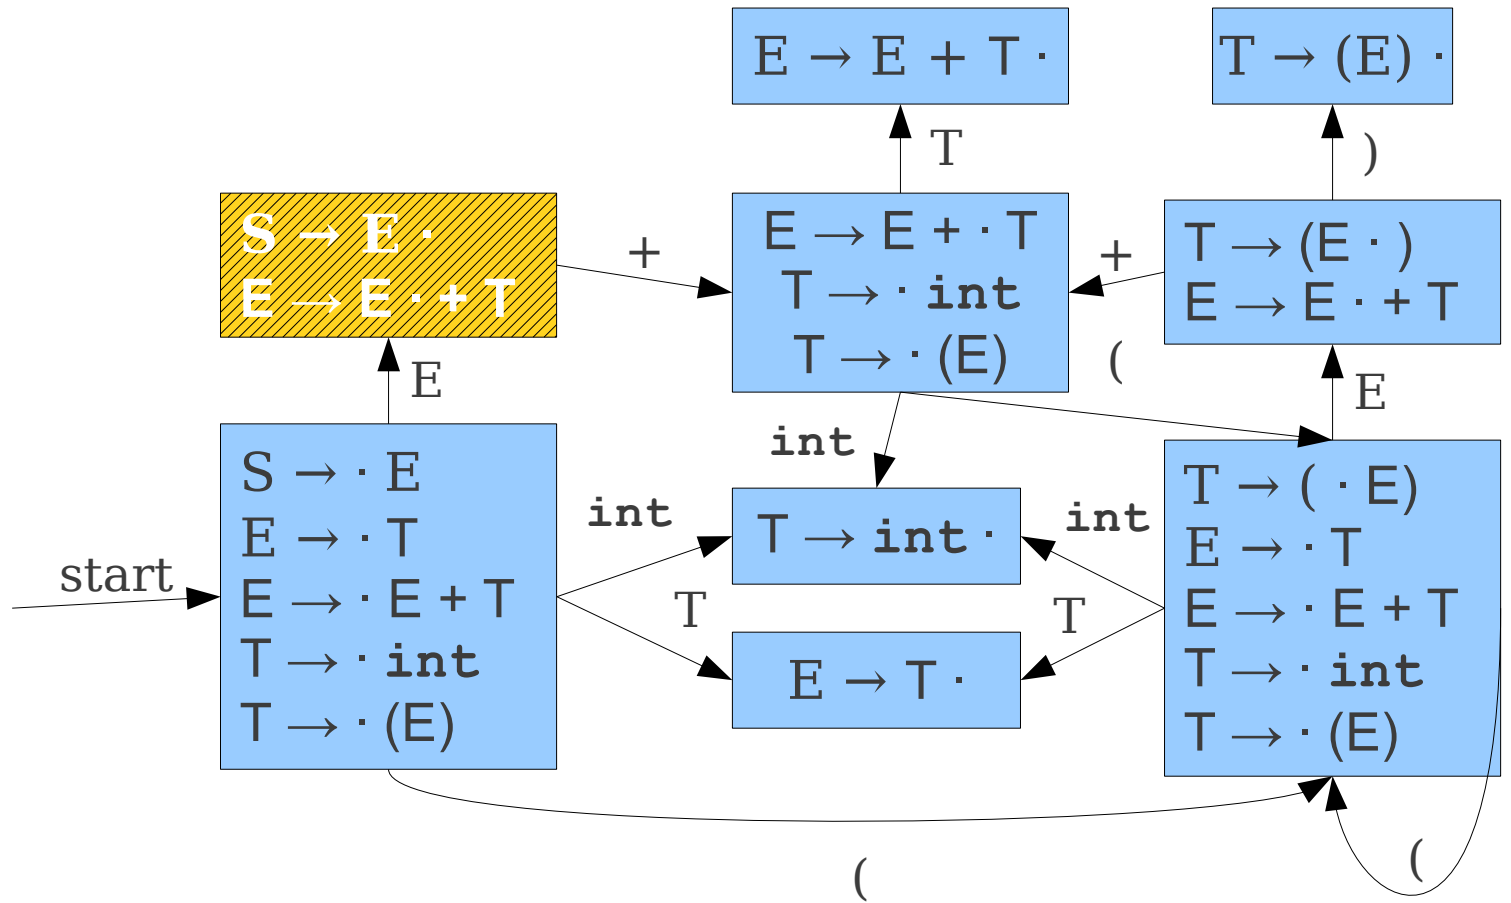 E → E + T ·
T → (E) ·
T
)
S → E ·
E → E · + T
+
E → E + · T
T → · int
T → · (E)
+
T → (E · )
E → E · + T
E
(
E
int
start
S → · E
E → · T
E → · E + T
T → · int
T → · (E)
int
T
T → int ·
E → T ·
int
T
T → ( · E)
E → · T
E → · E + T
T → · int
T → · (E)
(
(